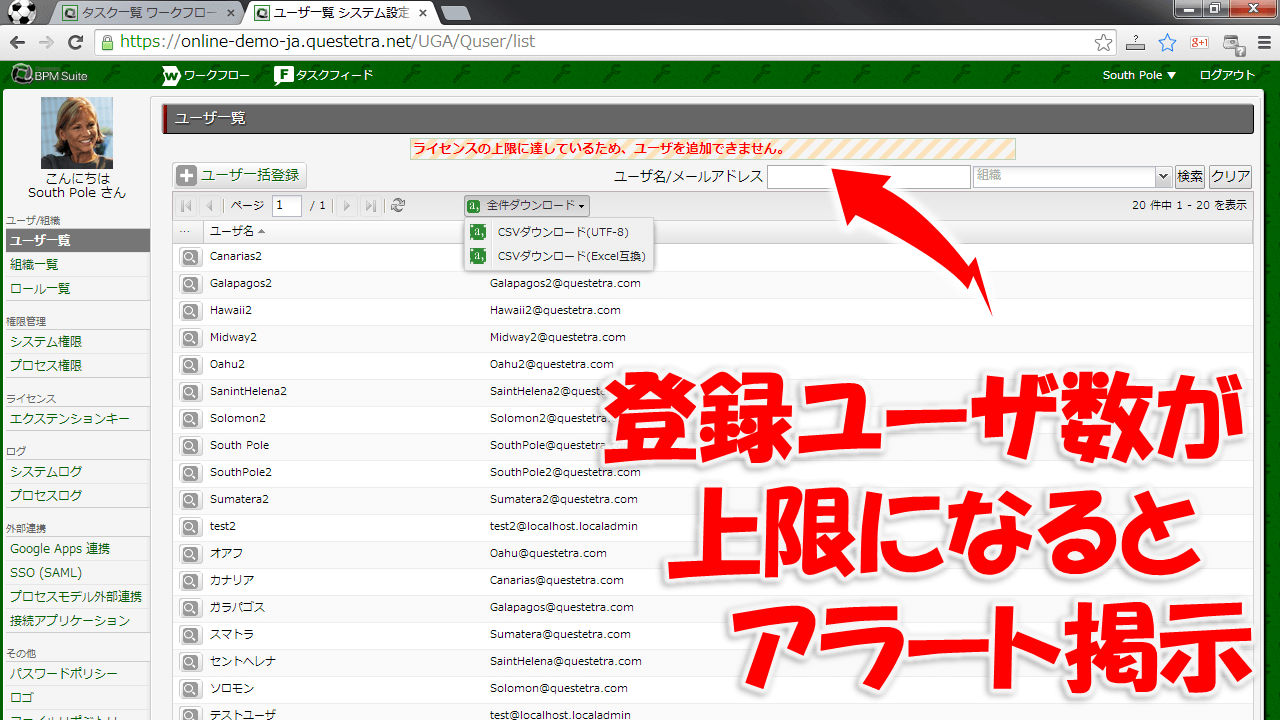 タスク一覧 ワークフロー
ユーザ一覧 システム設定
https://online-demo-ja.questetra.net/UGA/Quser/list
BPM Suite
ワークフロー
タスクフィード
South Pole ▼
ログアウト
こんにちは
South Pole さん
ユーザ/組織
ユーザ一覧
組織一覧
ロール一覧
権限管理
システム権限
プロセス権限
ライセンス
エクステンションキー
ログ
システムログ
プロセスログ
外部連携
Google Apps 連携
SSO (SAML)
プロセスモデル外部連携
接続アプリケーション
その他
パスワードポリシー
ロゴ
ユーザ一覧
ライセンスの上限に達しているため、ユーザを追加できません。
ユーザ一括登録
ユーザ名/メールアドレス
組織
検索
クリア
ページ 1 / 1
全件ダウンロード
20 件中 1 - 20 を表示
CSVダウンロード(UTF-8)
CSVダウンロード(Excel互換)
... ユーザ名
Canarias2
Galapagos2 Galapagos2@questetra.com
Hawaii2 Hawaii2@questetra.com
Midway2 Midway2@questetra.com
Oahu2 Oahu2@questetra.com
SanintHelena2 SaintHelena2@questetra.co
Solomon2 Solomon2@questetra.com
South Pole SouthPole@questetra.com
SouthPole2 SouthPole2@questetra.com
Sumatera2 Sumatera2@questetra.com
test2 test2@localhost.localadmin
オアフ Oahu@questetra.com
カナリア Canarias@questetra.com
ガラパゴス Galapagos@questetra.com
スマトラ Sumatera@questetra.com
セントヘレナ SaintHelena@questetra.com
ソロモン Solomon@questetra.com
テストユーザ test@localhost.localadmin
登録ユーザ数が
上限になると
アラート掲示